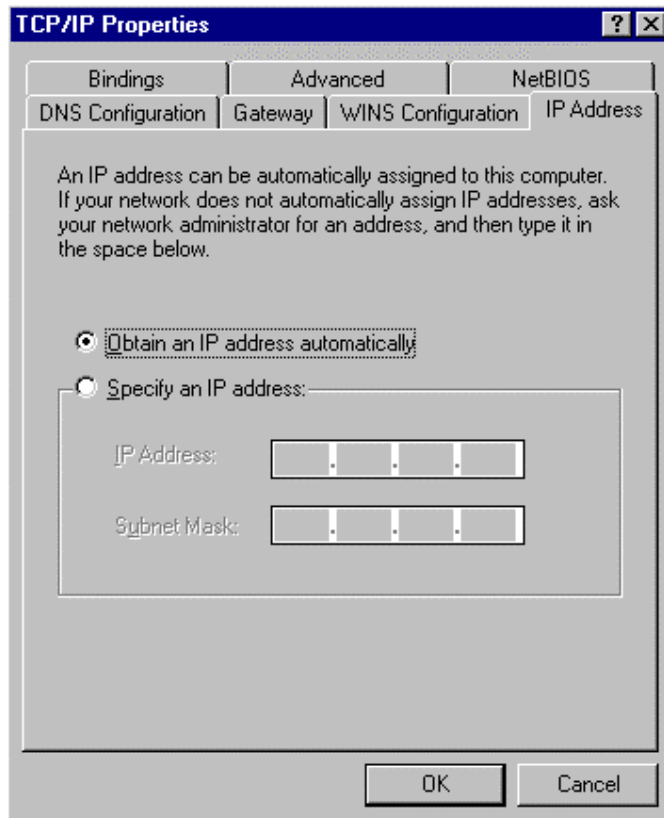 TCP/IP Properties
Bindings Advanced NetBIOS
DNS Configuration Gateway WINS Configuration IP Address
An IP address can be automatically assigned to this computer.
If your network does not automatically assign IP addresses, ask
your network administrator for an address, and then type it in
the space below.
Obtain an IP address automatically
Specify an IP address:
IP Address:
. . .
Subnet Mask:
. . .
OK Cancel